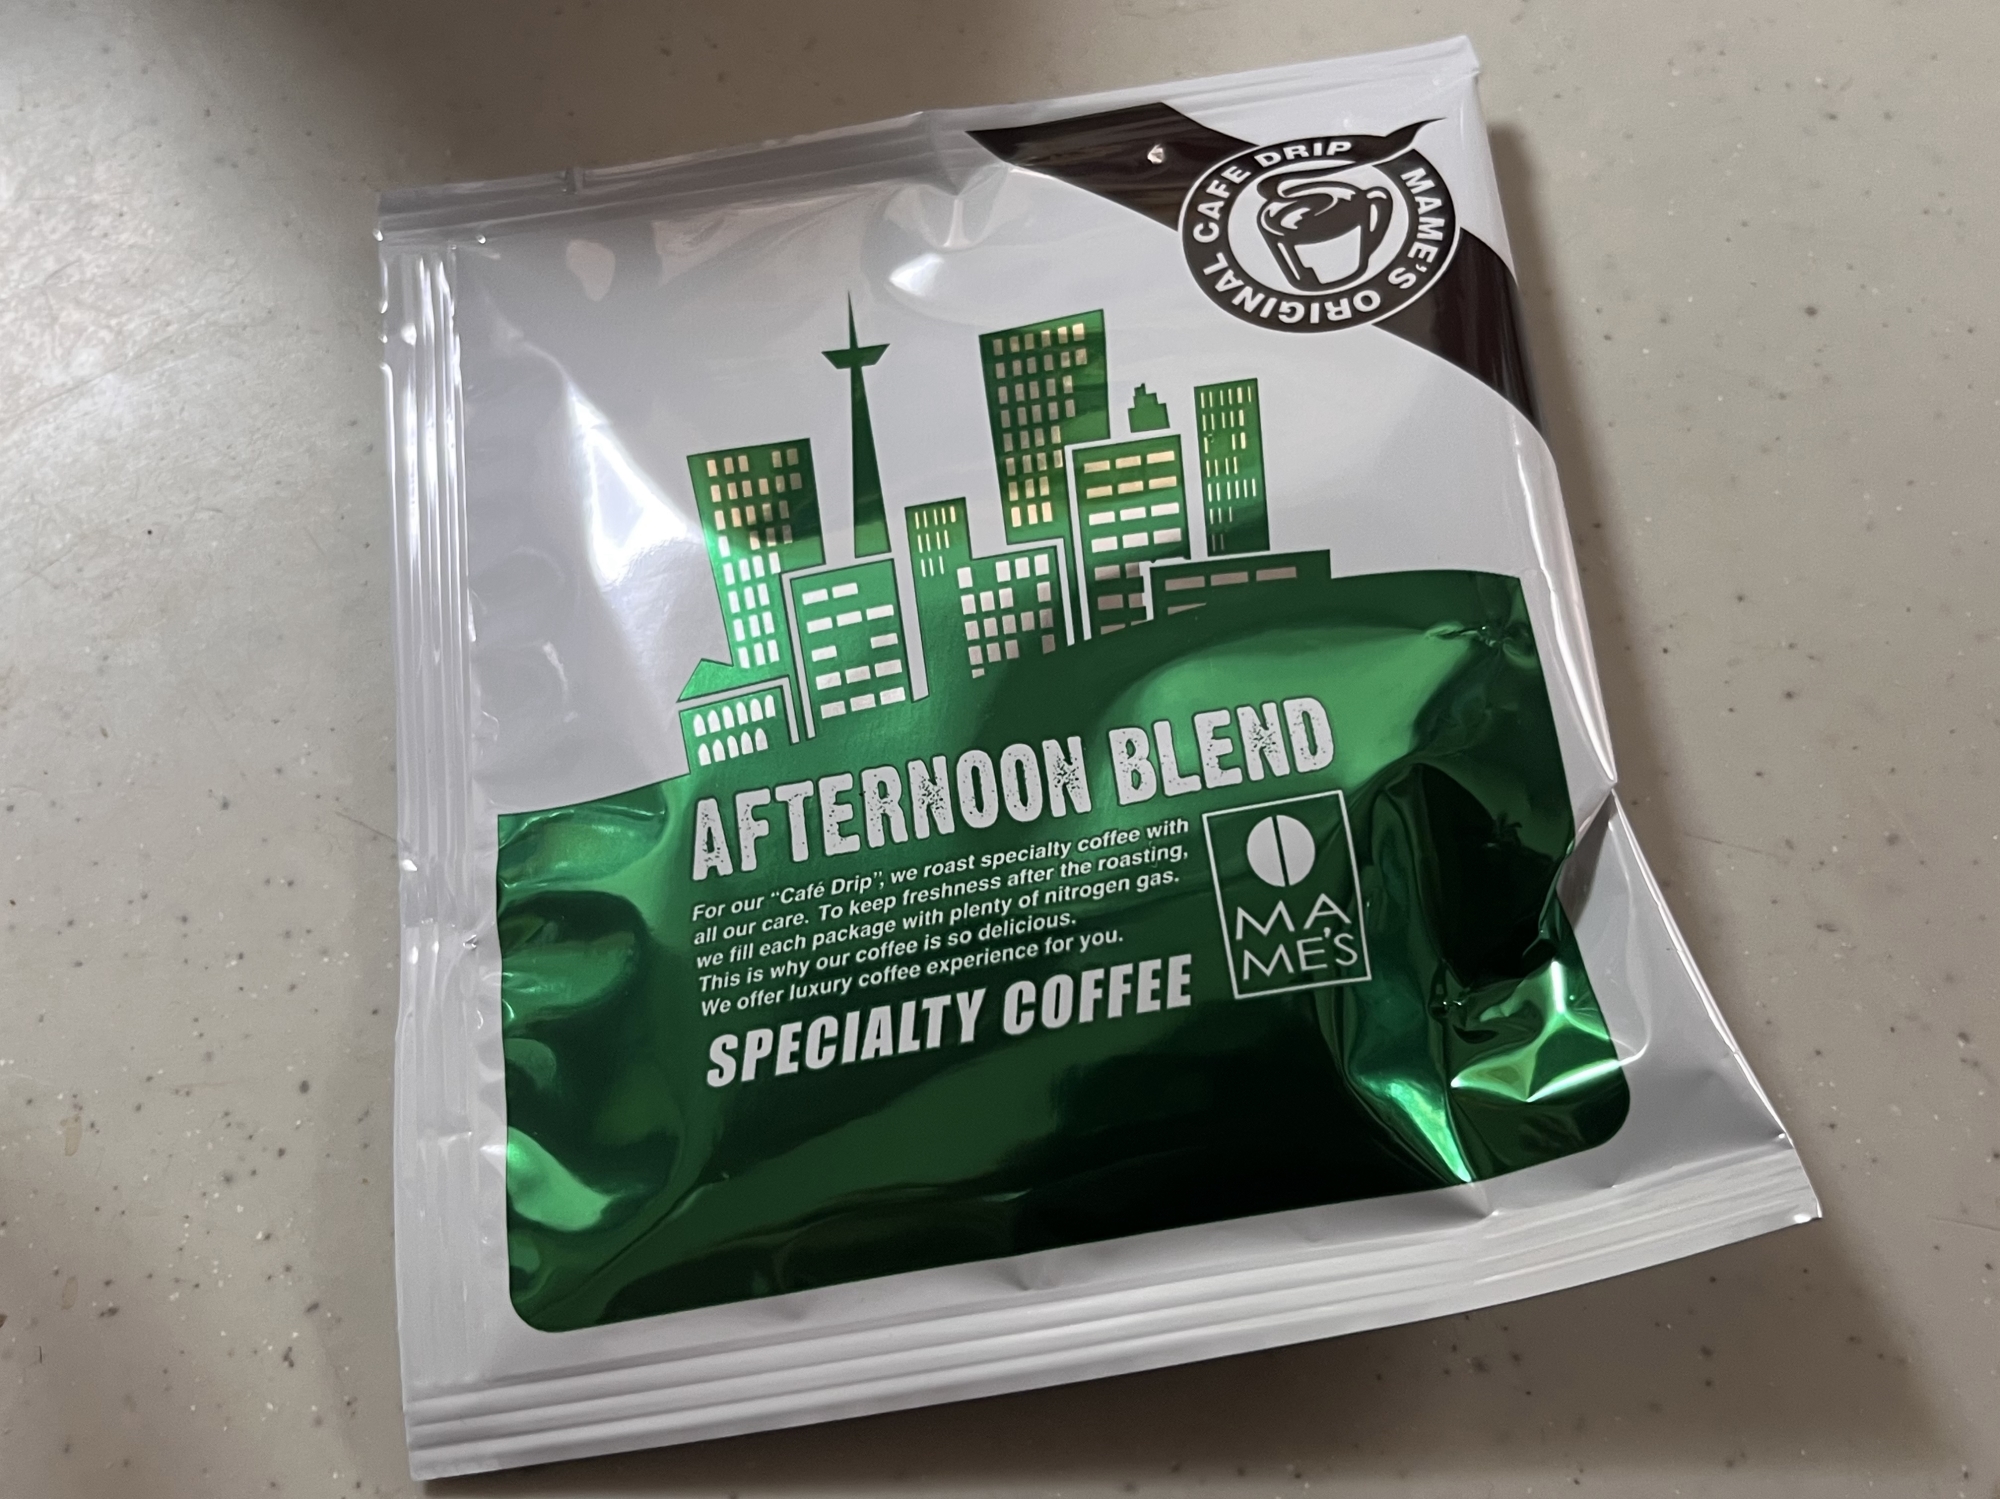 MAME'S ORIGINAL CAFE DRIP
AFTERNOON BLEND
For our "Café Drip", we roast specialty coffee with
all our care. To keep freshness after the roasting,
we fill each package with plenty of nitrogen gas.
This is why our coffee is so delicious.
We offer luxury coffee experience for you.
SPECIALTY COFFEE
MA
ME'S